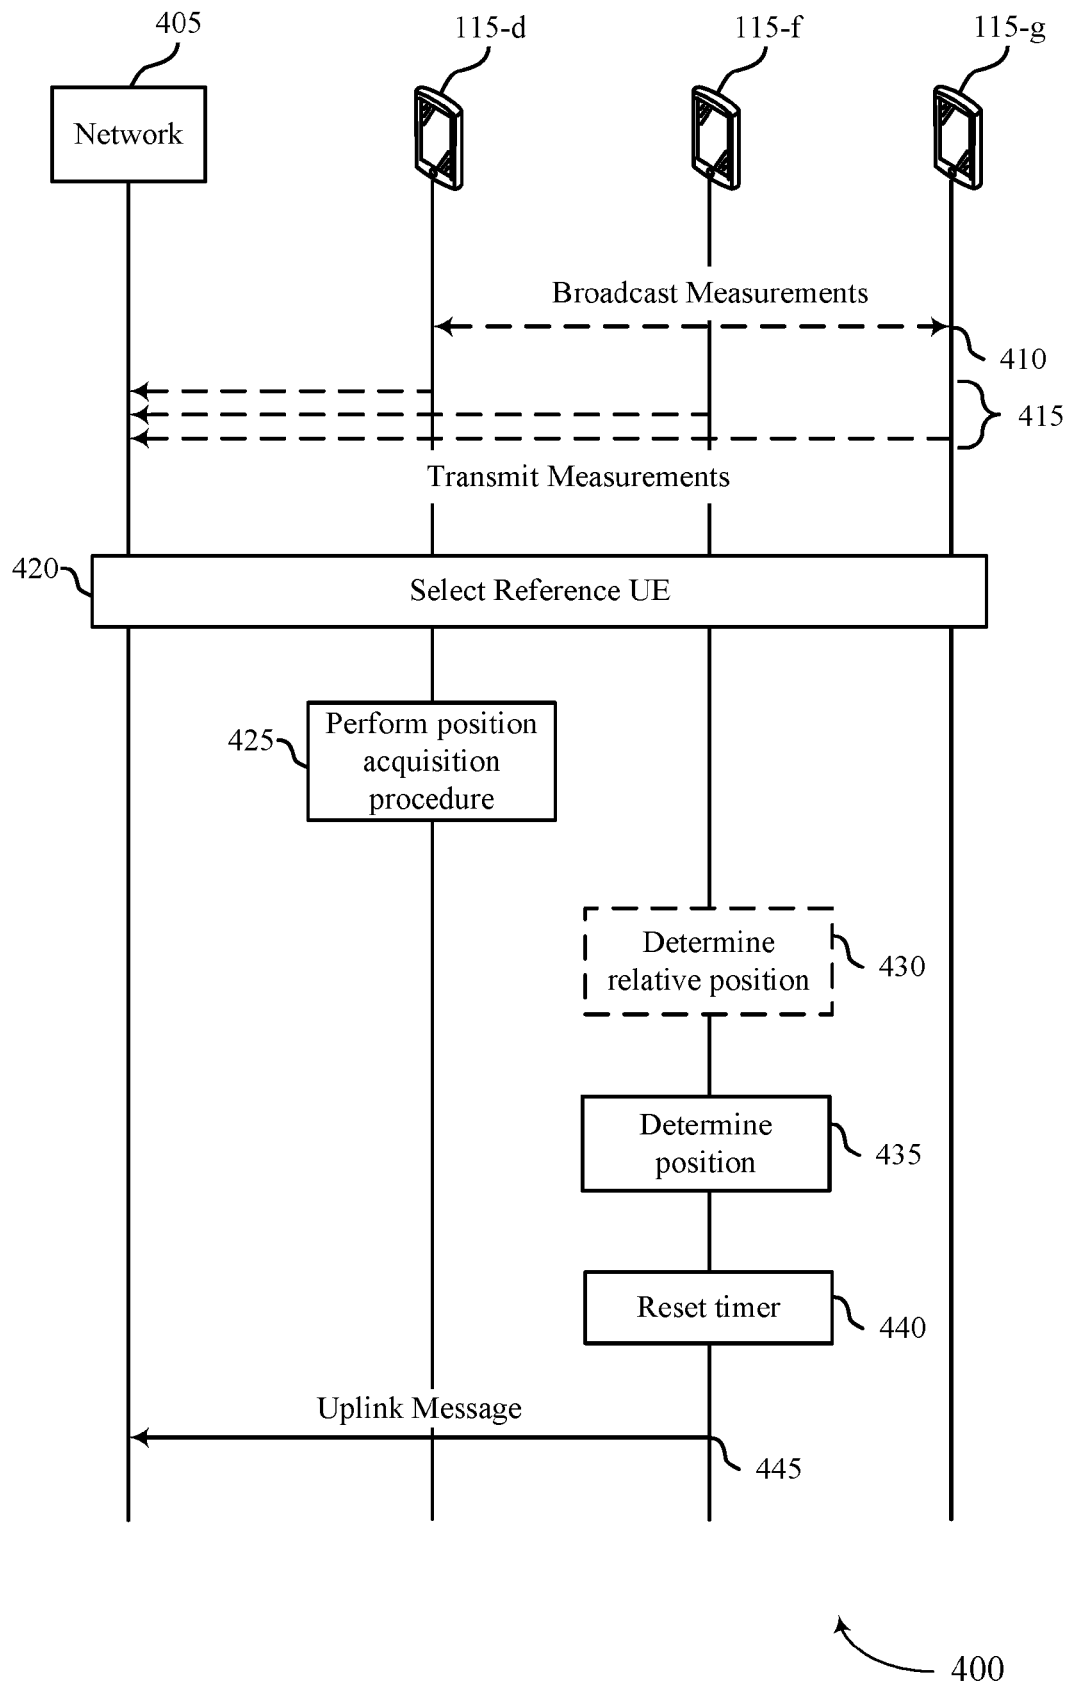 405
115-d
115-f
115-g
Network
Broadcast Measurements
410
415
Transmit Measurements
420
Select Reference UE
425
Perform position
acquisition
procedure
Determine
relative position
430
Determine
position
435
Reset timer
440
Uplink Message
445
400